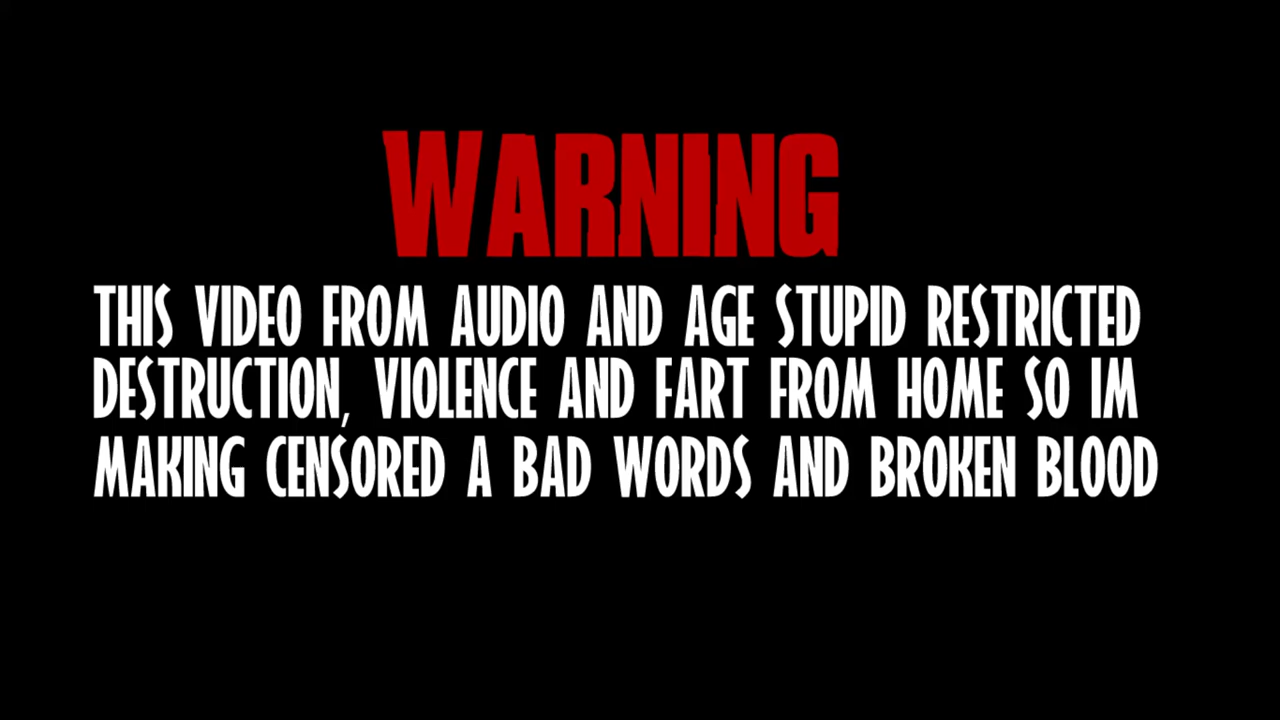 WARNING
THIS VIDEO FROM AUDIO AND AGE STUPID RESTRICTED
DESTRUCTION, VIOLENCE AND FART FROM HOME SO IM
MAKING CENSORED A BAD WORDS AND BROKEN BLOOD